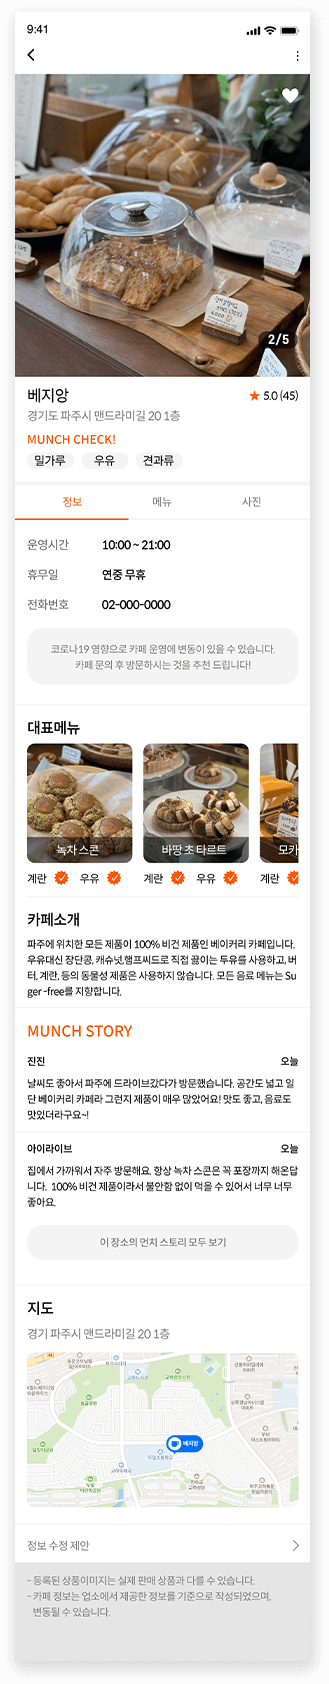 9:41
2/5
베지앙
★ 5.0 (45)
경기도 파주시 맨드라미길 20 1층
MUNCH CHECK!
밀가루 우유 견과류
정보 메뉴 사진
운영시간 10:00 ~ 21:00
휴무일 연중 무휴
전화번호 02-000-0000
코로나19 영향으로 카페 운영에 변동이 있을 수 있습니다.
카페 문의 후 방문하시는 것을 추천 드립니다!
대표메뉴
녹차 스콘 바땅 초 타르트 모카
계란 우유 계란 우유 계란
카페소개
파주에 위치한 모든 제품이 100% 비건 제품인 베이커리 카페입니다.
우유대신 장단콩, 캐슈넛,햄프씨드로 직접 끓이는 두유를 사용하고, 버
터, 계란, 등의 동물성 제품은 사용하지 않습니다. 모든 음료 메뉴는 Su
ger -free를 지향합니다.
MUNCH STORY
진진 오늘
날씨도 좋아서 파주에 드라이브갔다가 방문했습니다. 공간도 넓고 일
단 베이커리 카페라 그런지 제품이 매우 많았어요! 맛도 좋고, 음료도
맛있더라구요~!
아이라이브 오늘
집에서 가까워서 자주 방문해요. 항상 녹차 스콘은 꼭 포장까지 해온답
니다. 100% 비건 제품이라서 불안함 없이 먹을 수 있어서 너무 너무
좋아요.
이 장소의 먼치 스토리 모두 보기
지도
경기 파주시 맨드라미길 20 1층
베지앙
정보 수정 제안
- 등록된 상품이미지는 실제 판매 상품과 다를 수 있습니다.
- 카페 정보는 업소에서 제공한 정보를 기준으로 작성되었으며,
변동될 수 있습니다.